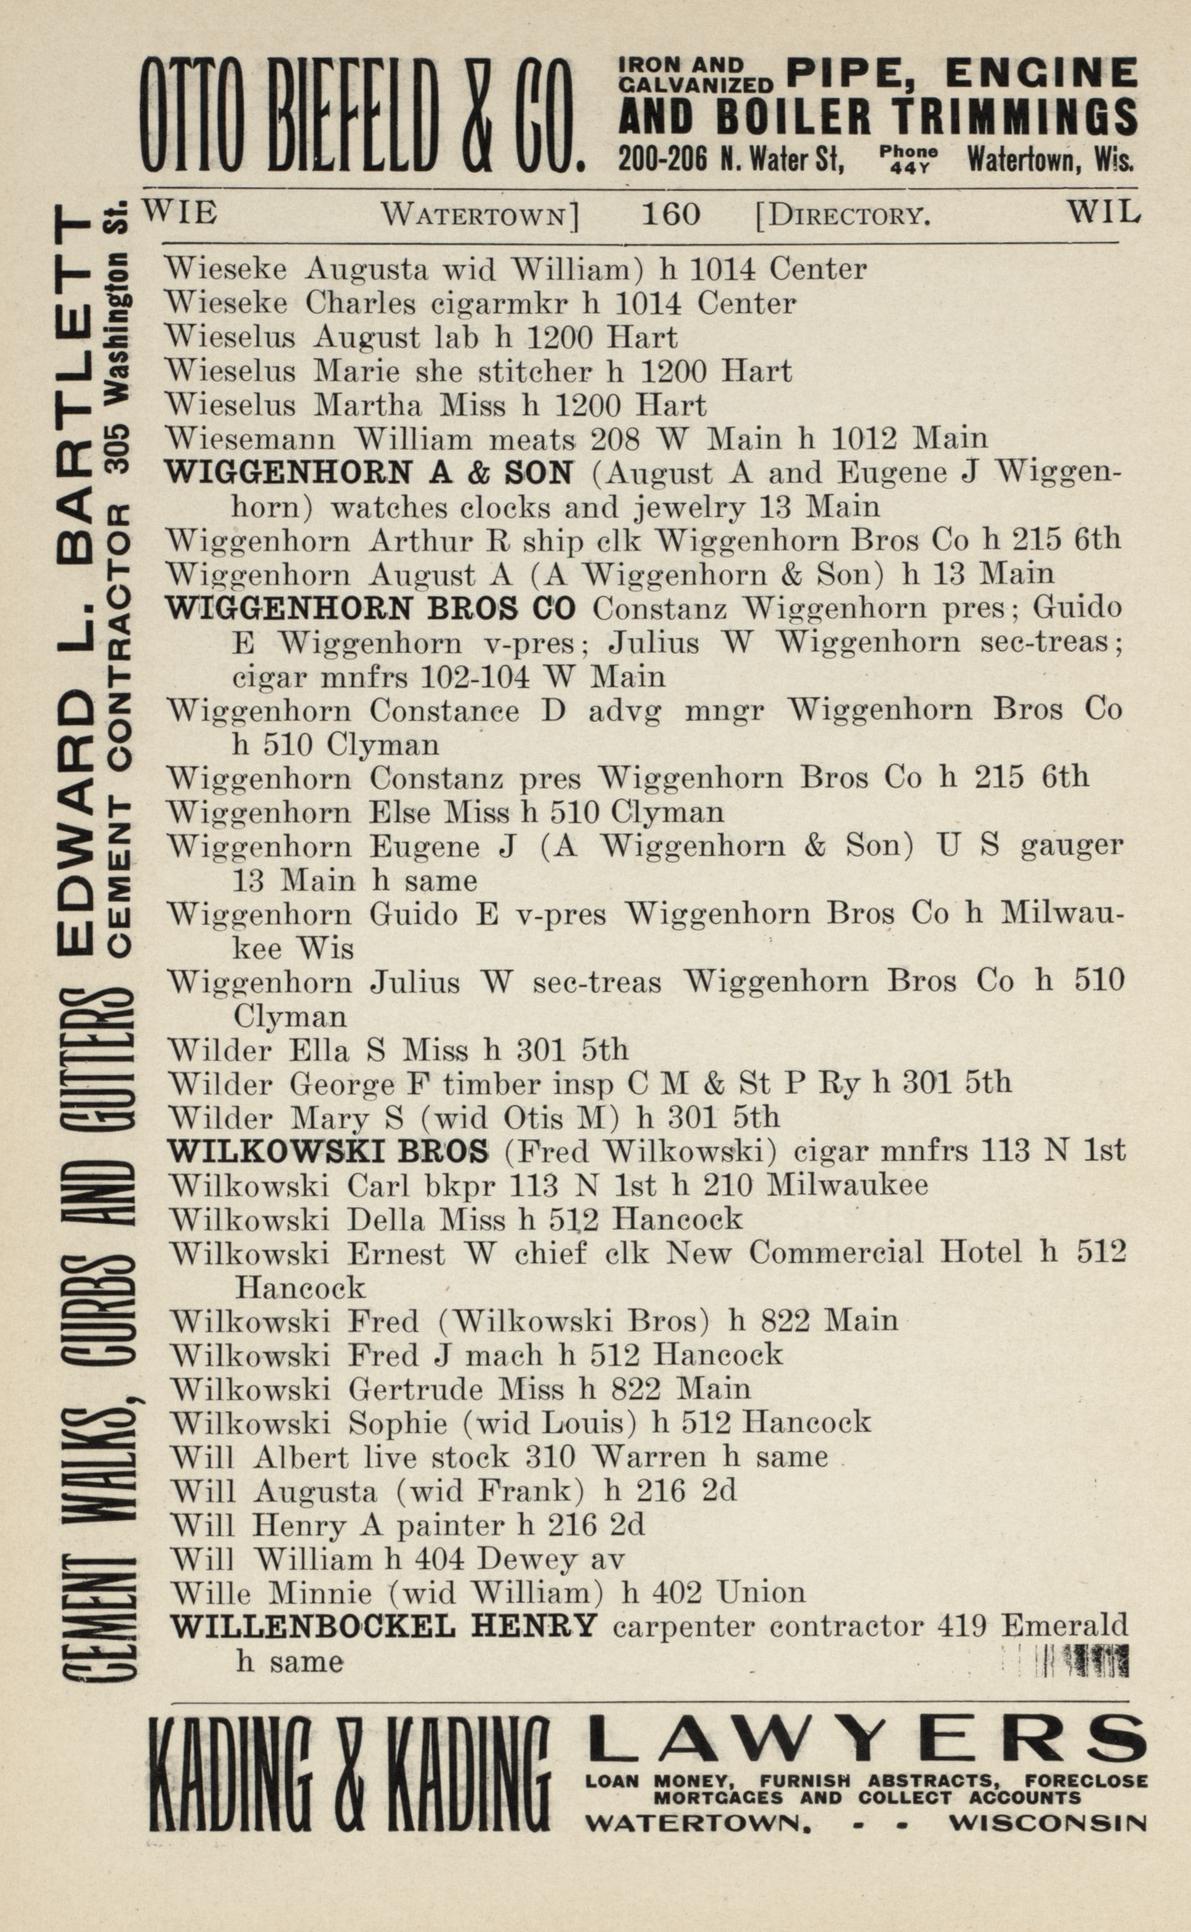 OTTO BIEFELD & CO.
IRON AND GALVANIZED PIPE, ENGINE
AND BOILER TRIMMINGS
200-206 N. Water St, Phone 44Y Watertown, Wis.
WIE WATERTOWN] 160 [DIRECTORY. WIL
Wieseke Augusta wid William) h 1014 Center
Wieseke Charles cigarmkr h 1014 Center
Wieselus August lab h 1200 Hart
Wieselus Marie she stitcher h 1200 Hart
Wieselus Martha Miss h 1200 Hart
Wiesemann William meats 208 W Main h 1012 Main
WIGGENHORN A & SON (August A and Eugene J Wiggen-
horn) watches clocks and jewelry 13 Main
Wiggenhorn Arthur R ship clk Wiggenhorn Bros Co h 215 6th
Wiggenhorn August A (A Wiggenhorn & Son) h 13 Main
WIGGENHORN BROS CO Constanz Wiggenhorn pres; Guido
E Wiggenhorn v-pres; Julius W Wiggenhorn sec-treas;
cigar mnfrs 102-104 W Main
Wiggenhorn Constance D advg mngr Wiggenhorn Bros Co
h 510 Clyman
Wiggenhorn Constanz pres Wiggenhorn Bros Co h 215 6th
Wiggenhorn Else Miss h 510 Clyman
Wiggenhorn Eugene J (A Wiggenhorn & Son) U S gauger
13 Main h same
Wiggenhorn Guido E v-pres Wiggenhorn Bros Co h Milwau-
kee Wis
Wiggenhorn Julius W sec-treas Wiggenhorn Bros Co h 510
Clyman
Wilder Ella S Miss h 301 5th
Wilder George F timber insp C M & St P Ry h 301 5th
Wilder Mary S (wid Otis M) h 301 5th
WILKOWSKI BROS (Fred Wilkowski) cigar mnfrs 113 N 1st
Wilkowski Carl bkpr 113 N 1st h 210 Milwaukee
Wilkowski Della Miss h 512 Hancock
Wilkowski Ernest W chief clk New Commercial Hotel h 512
Hancock
Wilkowski Fred (Wilkowski Bros) h 822 Main
Wilkowski Fred J mach h 512 Hancock
Wilkowski Gertrude Miss h 822 Main
Wilkowski Sophie (wid Louis) h 512 Hancock
Will Albert live stock 310 Warren h same
Will Augusta (wid Frank) h 216 2d
Will Henry A painter h 216 2d
Will William h 404 Dewey av
Wille Minnie (wid William) h 402 Union
WILLENBOCKEL HENRY carpenter contractor 419 Emerald
h same
KADING & KADING
LAWYERS
LOAN MONEY, FURNISH ABSTRACTS, FORECLOSE
MORTGAGES AND COLLECT ACCOUNTS
WATERTOWN, - - WISCONSIN
CEMENT WALKS, CURBS AND GUTTERS
EDWARD L. BARTLETT
CEMENT CONTRACTOR 305 Washington St.